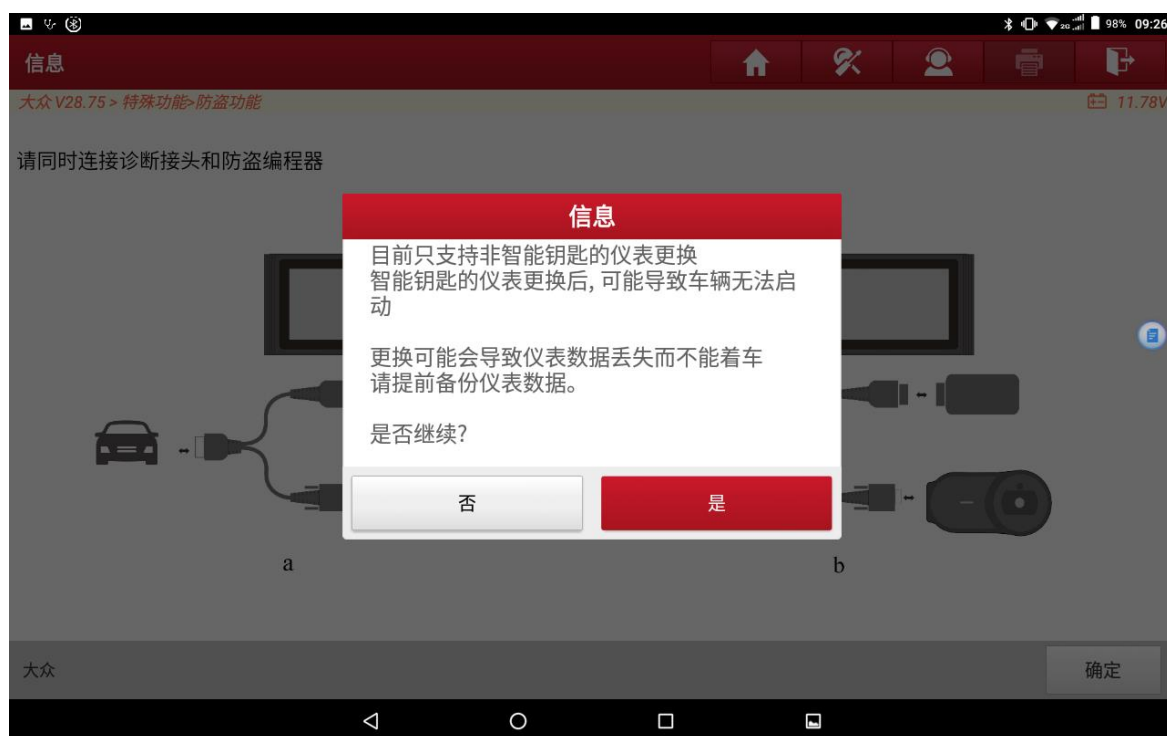 98% 09:26
信息
大众 V28.75 > 特殊功能>防盗功能
11.78V
请同时连接诊断接头和防盗编程器
信息
目前只支持非智能钥匙的仪表更换
智能钥匙的仪表更换后, 可能导致车辆无法启
动
更换可能会导致仪表数据丢失而不能着车
请提前备份仪表数据。
是否继续?
否
是
a
b
大众
确定